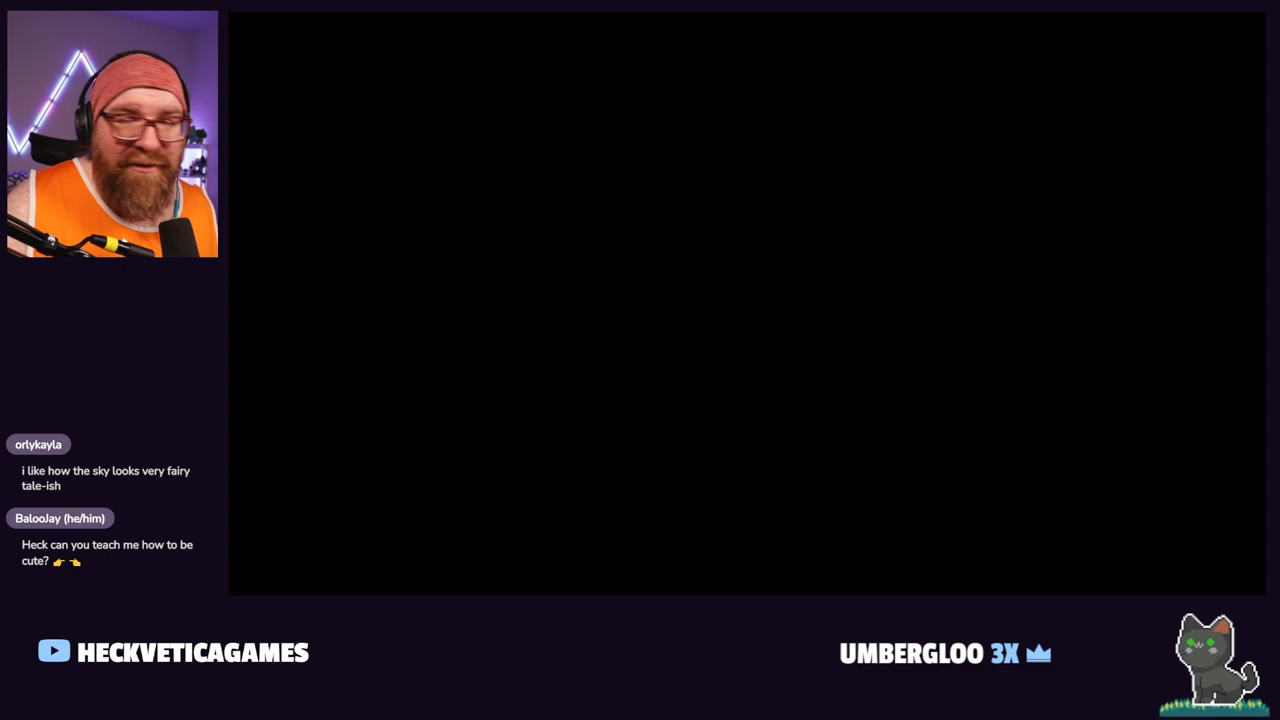 orlykayla
i like how the sky looks very fairy
tale-ish
BalooJay (he/him)
Heck can you teach me how to be
cute? 👉 👈
HECKVETICAGAMES
UMBERGLOO 3X